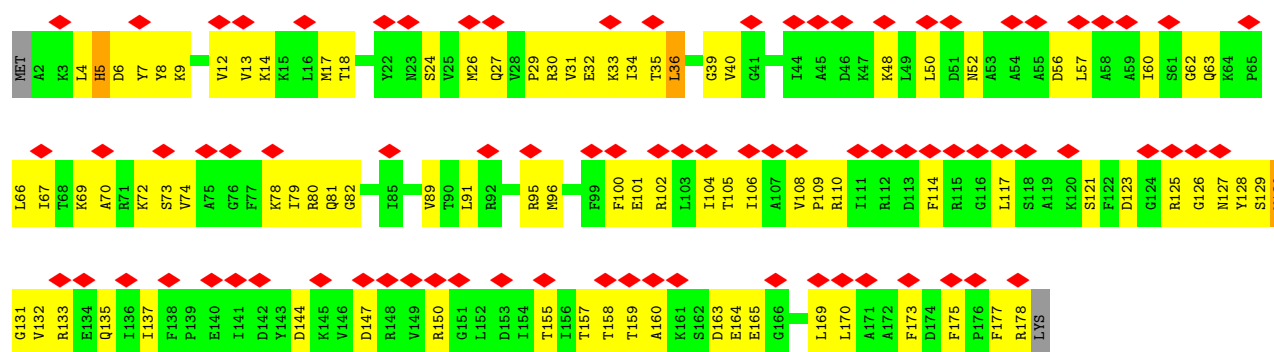 MET A2 K3 L4 H5 D6 Y7 Y8 K9 V12 V13 K14 K15 L16 M17 T18 Y22 N23 S24 V25 M26 Q27 V28 P29 R30 V31 E32 K33 I34 T35 L36 G39 V40 G41 I44 A45 D46 K47 K48 L49 L50 D51 N52 A53 A54 A55 D56 L57 A58 A59 I60 S61 G62 Q63 K64 P65
L66 I67 T68 K69 A70 R71 K72 S73 V74 A75 G76 F77 K78 I79 R80 Q81 G82 I85 V89 T90 L91 R92 R95 M96 F99 F100 E101 R102 L103 I104 T105 I106 A107 V108 P109 R110 I111 R112 D113 F114 R115 G116 L117 S118 A119 K120 S121 F122 D123 G124 R125 G126 N127 Y128 S129
G131 V132 R133 E134 Q135 I136 I137 F138 P139 E140 I141 D142 Y143 D144 K145 V146 D147 R148 V149 R150 G151 L152 D153 I154 T155 I156 T157 T158 T159 A160 K161 S162 D163 E164 E165 G166 L169 L170 A171 A172 F173 D174 F175 P176 F177 R178 LYS